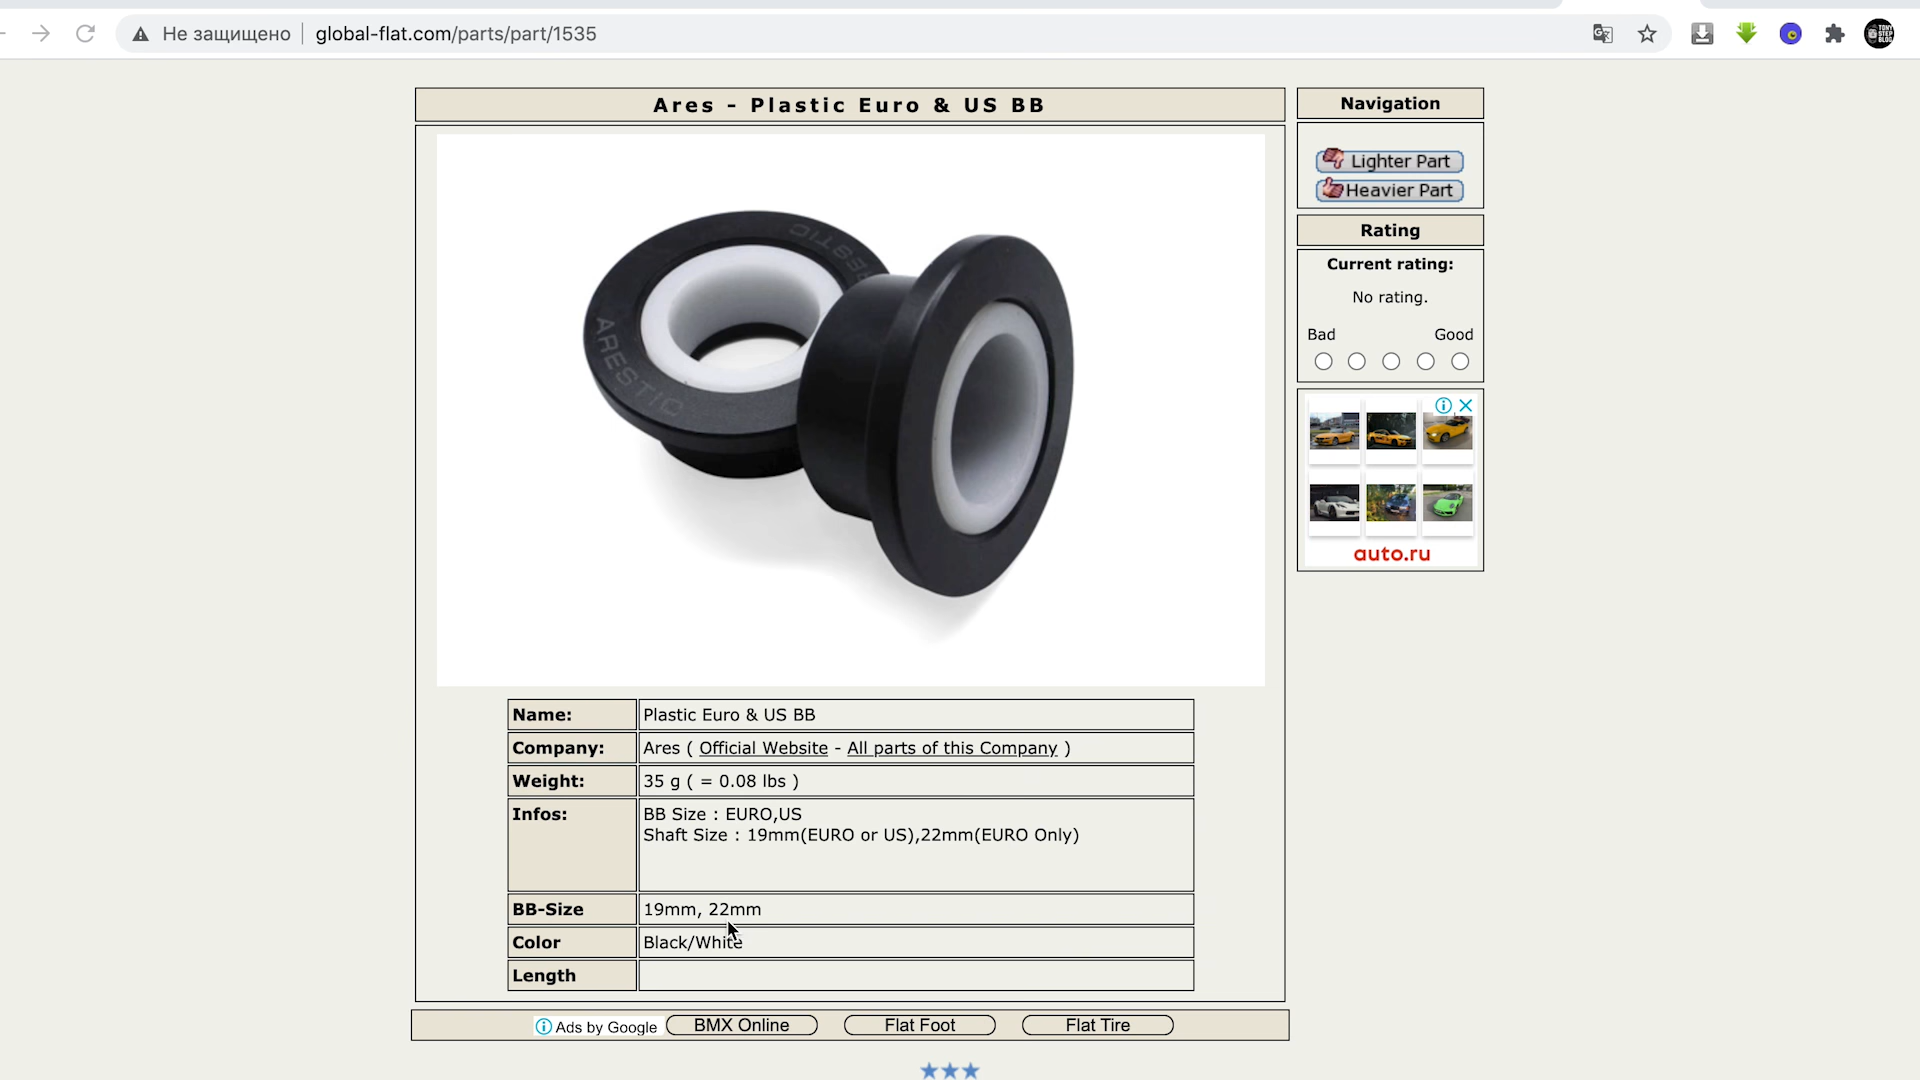 Не защищено
global-flat.com/parts/part/1535
Ares - Plastic Euro & US BB
ARESTIC
ARESTIC
Name: Plastic Euro & US BB
Company: Ares ( Official Website - All parts of this Company )
Weight: 35 g ( = 0.08 lbs )
Infos: BB Size : EURO,US
Shaft Size : 19mm(EURO or US),22mm(EURO Only)
BB-Size 19mm, 22mm
Color Black/White
Length
Navigation
Lighter Part
Heavier Part
Rating
Current rating:
No rating.
Bad Good
auto.ru
Ads by Google BMX Online Flat Foot Flat Tire